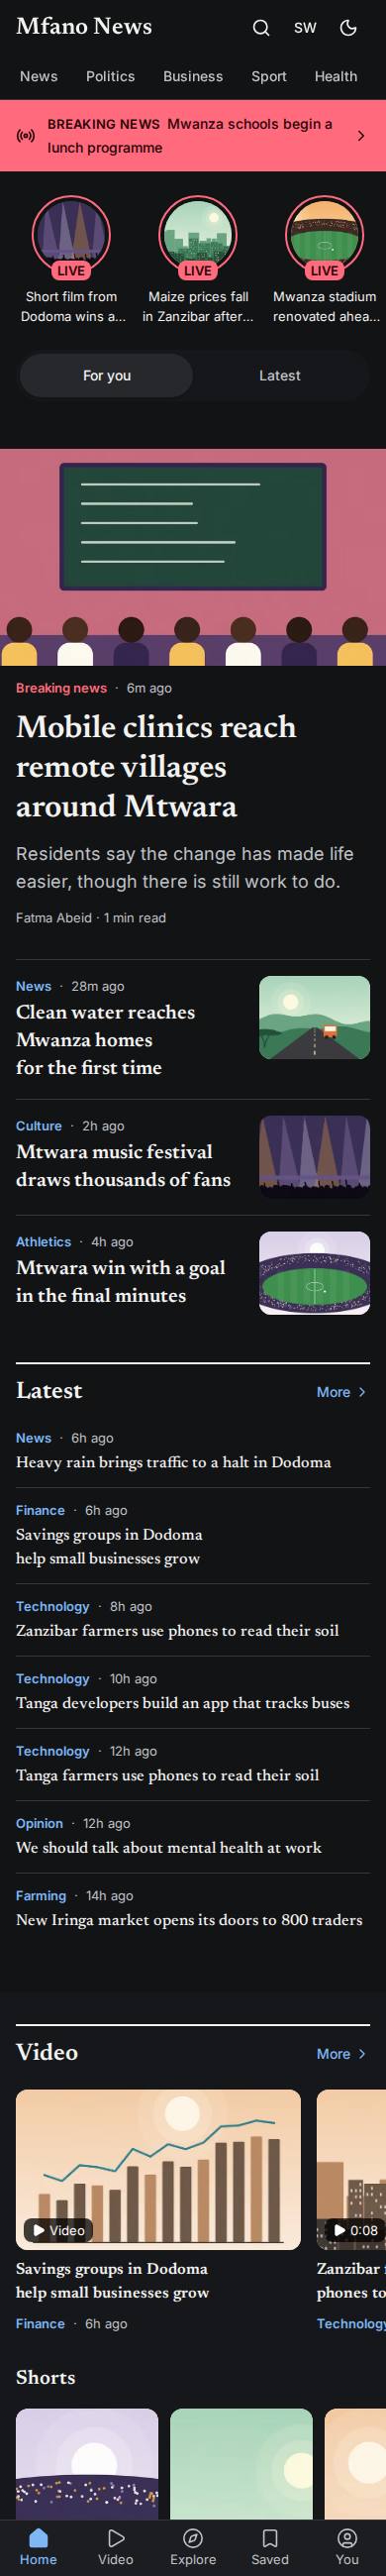 Mfano News
SW
News Politics Business Sport Health
BREAKING NEWS Mwanza schools begin a
lunch programme
LIVE LIVE LIVE
Short film from
Dodoma wins a...
Maize prices fall
in Zanzibar after...
Mwanza stadium
renovated ahea...
For you Latest
Breaking news · 6m ago
Mobile clinics reach
remote villages
around Mtwara
Residents say the change has made life
easier, though there is still work to do.
Fatma Abeid · 1 min read
News · 28m ago
Clean water reaches
Mwanza homes
for the first time
Culture · 2h ago
Mtwara music festival
draws thousands of fans
Athletics · 4h ago
Mtwara win with a goal
in the final minutes
Latest More
News · 6h ago
Heavy rain brings traffic to a halt in Dodoma
Finance · 6h ago
Savings groups in Dodoma
help small businesses grow
Technology · 8h ago
Zanzibar farmers use phones to read their soil
Technology · 10h ago
Tanga developers build an app that tracks buses
Technology · 12h ago
Tanga farmers use phones to read their soil
Opinion · 12h ago
We should talk about mental health at work
Farming · 14h ago
New Iringa market opens its doors to 800 traders
Video More
Video
Savings groups in Dodoma
help small businesses grow
Finance · 6h ago
0:08
Zanzibar
phones to
Technology
Shorts
Home Video Explore Saved You